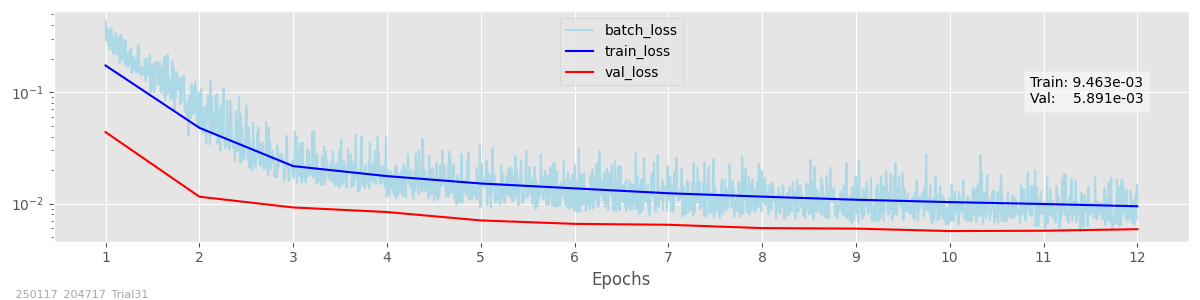 batch_loss
train_loss
val_loss
10⁻¹
10⁻²
Train: 9.463e-03
Val: 5.891e-03
1 2 3 4 5 6 7 8 9 10 11 12
Epochs
250117_204717_Trial31